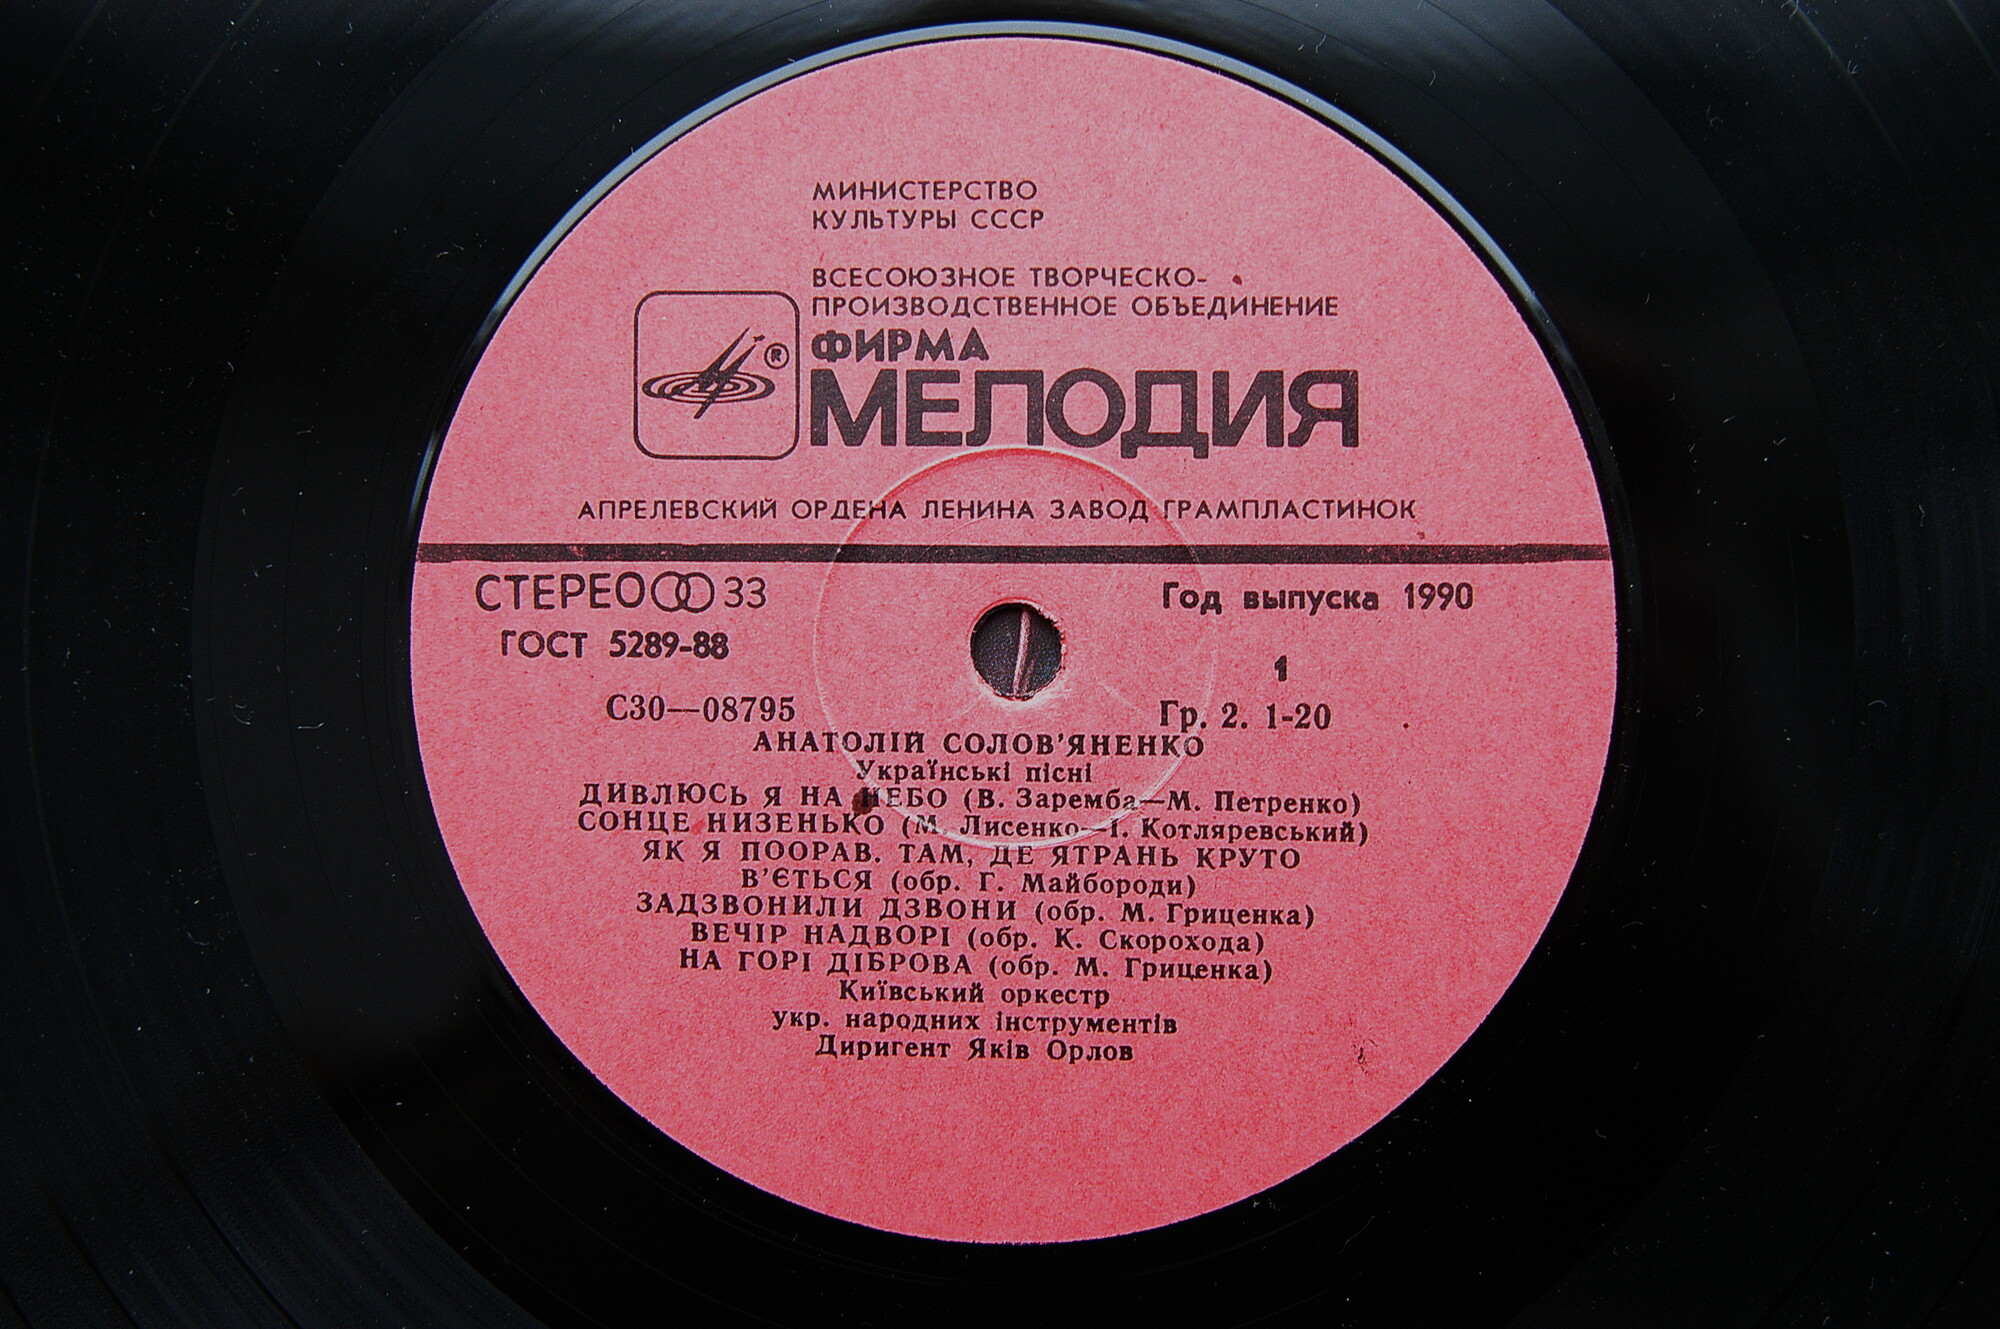 МИНИСТЕРСТВО
КУЛЬТУРЫ СССР
ВСЕСОЮЗНОЕ ТВОРЧЕСКО-
ПРОИЗВОДСТВЕННОЕ ОБЪЕДИНЕНИЕ
ФИРМА
МЕЛОДИЯ
®
АПРЕЛЕВСКИЙ ОРДЕНА ЛЕНИНА ЗАВОД ГРАМПЛАСТИНОК
СТЕРЕО 33
Год выпуска 1990
ГОСТ 5289-88
1
С30—08795
Гр. 2. 1-20
АНАТОЛІЙ СОЛОВ'ЯНЕНКО
Українські пісні
ДИВЛЮСЬ Я НА НЕБО (В. Заремба—М. Петренко)
СОНЦЕ НИЗЕНЬКО (М. Лисенко—І. Котляревський)
ЯК Я ПООРАВ. ТАМ, ДЕ ЯТРАНЬ КРУТО
В'ЄТЬСЯ (обр. Г. Майбороди)
ЗАДЗВОНИЛИ ДЗВОНИ (обр. М. Гриценка)
ВЕЧІР НАДВОРІ (обр. К. Скорохода)
НА ГОРІ ДІБРОВА (обр. М. Гриценка)
Київський оркестр
укр. народних інструментів
Диригент Яків Орлов